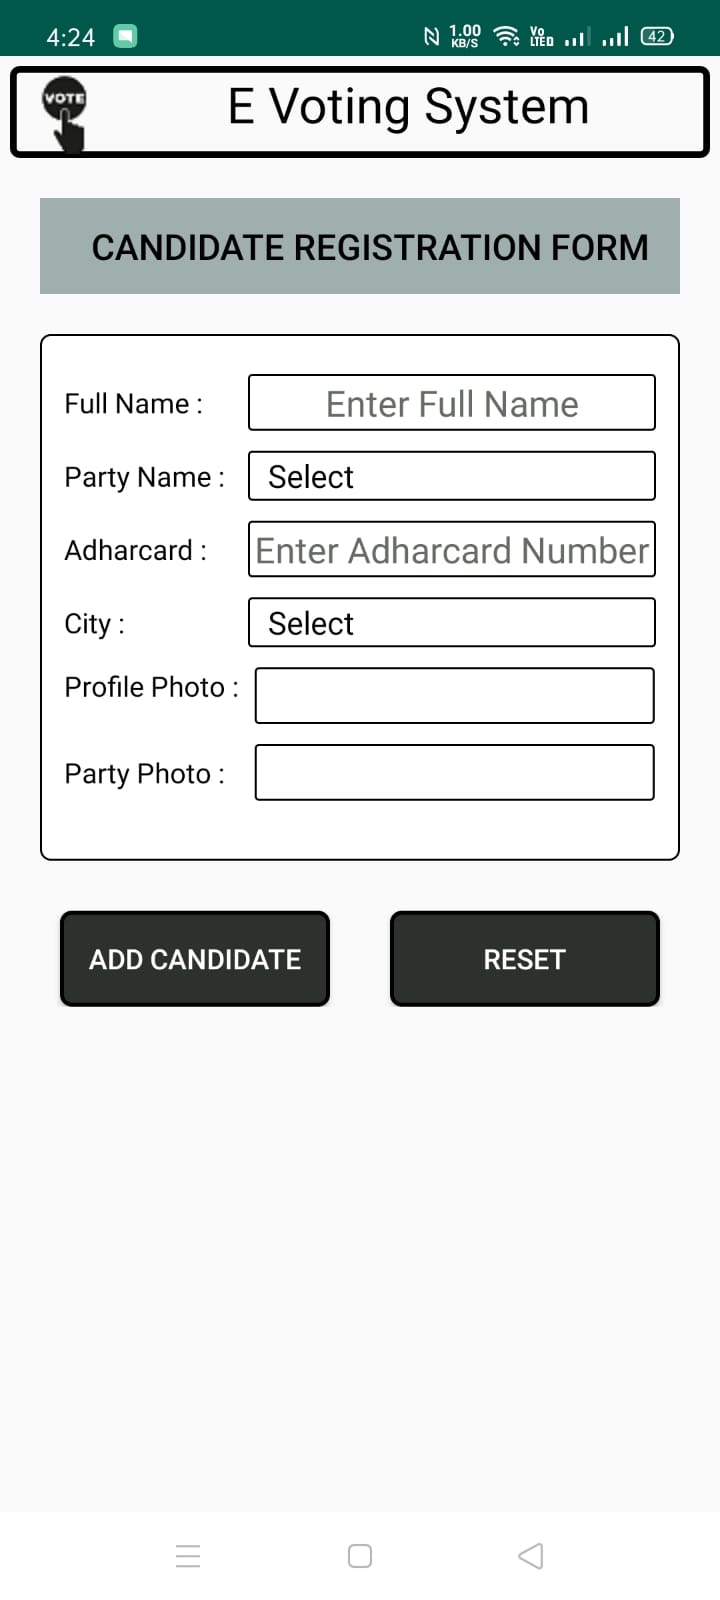 4:24 1.00 KB/S Vo LTED 42
VOTE
E Voting System
CANDIDATE REGISTRATION FORM
Full Name : Enter Full Name
Party Name : Select
Adharcard : Enter Adharcard Number
City : Select
Profile Photo :
Party Photo :
ADD CANDIDATE RESET